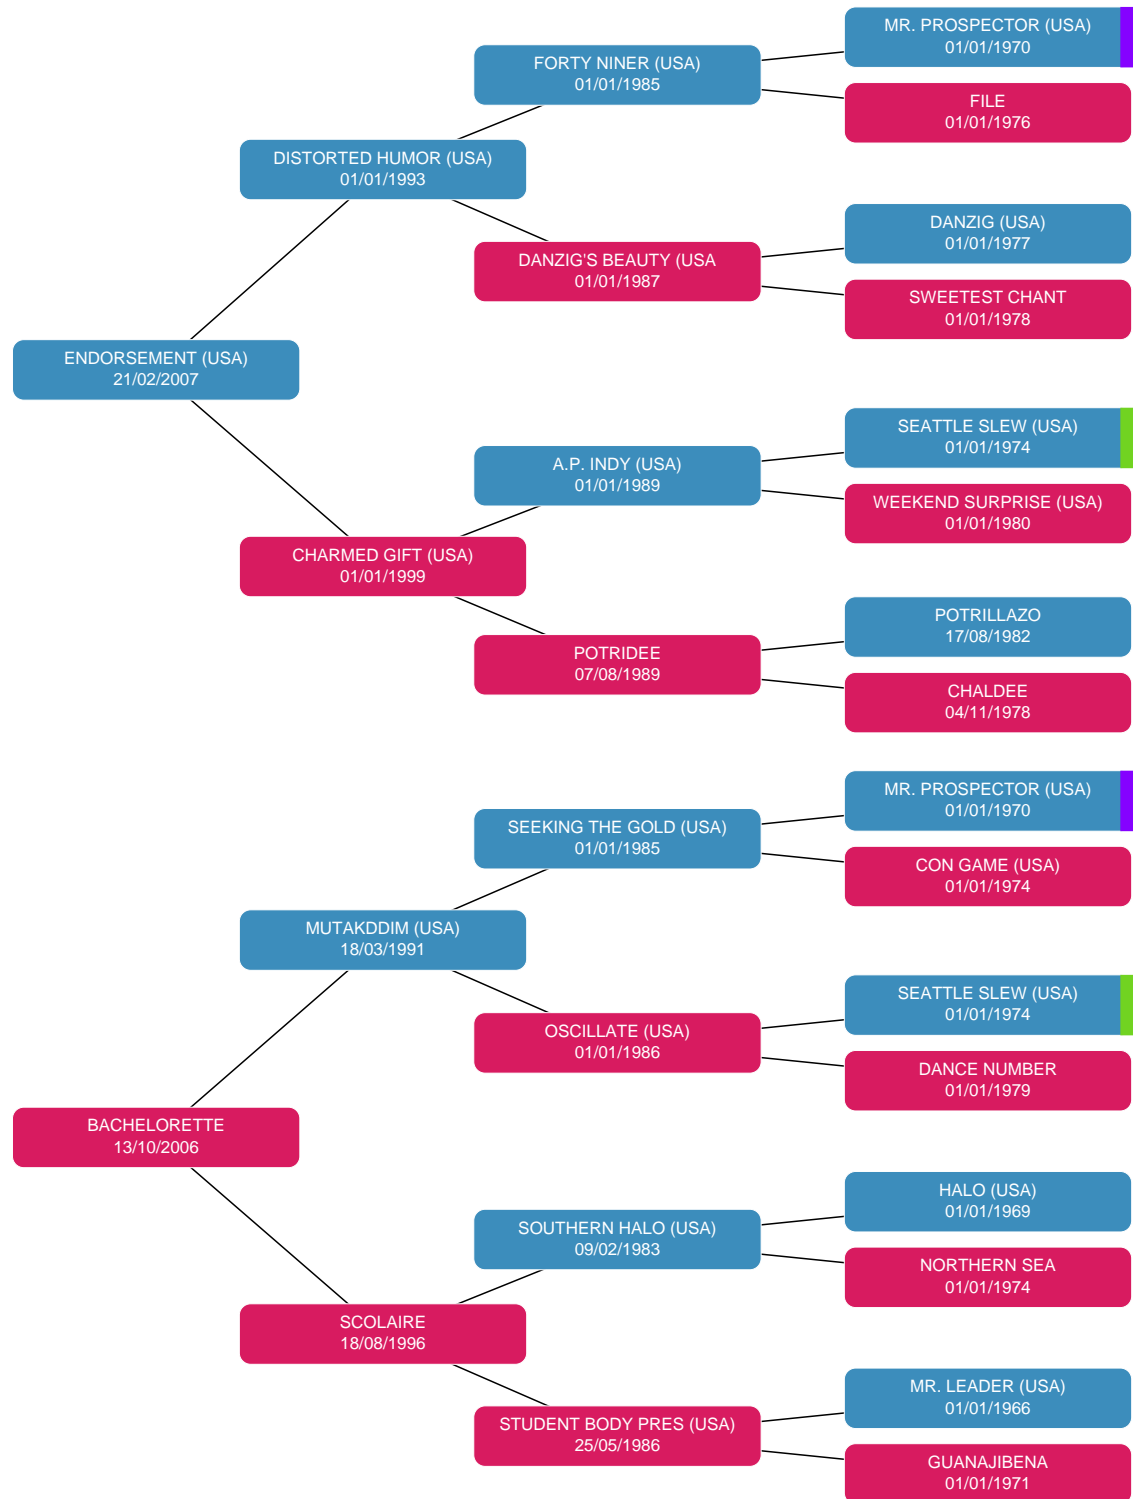 MR. PROSPECTOR (USA)
01/01/1970
FORTY NINER (USA)
01/01/1985
FILE
01/01/1976
DISTORTED HUMOR (USA)
01/01/1993
DANZIG (USA)
01/01/1977
DANZIG'S BEAUTY (USA
01/01/1987
SWEETEST CHANT
01/01/1978
ENDORSEMENT (USA)
21/02/2007
SEATTLE SLEW (USA)
01/01/1974
A.P. INDY (USA)
01/01/1989
WEEKEND SURPRISE (USA)
01/01/1980
CHARMED GIFT (USA)
01/01/1999
POTRILLAZO
17/08/1982
POTRIDEE
07/08/1989
CHALDEE
04/11/1978
MR. PROSPECTOR (USA)
01/01/1970
SEEKING THE GOLD (USA)
01/01/1985
CON GAME (USA)
01/01/1974
MUTAKDDIM (USA)
18/03/1991
SEATTLE SLEW (USA)
01/01/1974
OSCILLATE (USA)
01/01/1986
DANCE NUMBER
01/01/1979
BACHELORETTE
13/10/2006
HALO (USA)
01/01/1969
SOUTHERN HALO (USA)
09/02/1983
NORTHERN SEA
01/01/1974
SCOLAIRE
18/08/1996
MR. LEADER (USA)
01/01/1966
STUDENT BODY PRES (USA)
25/05/1986
GUANAJIBENA
01/01/1971